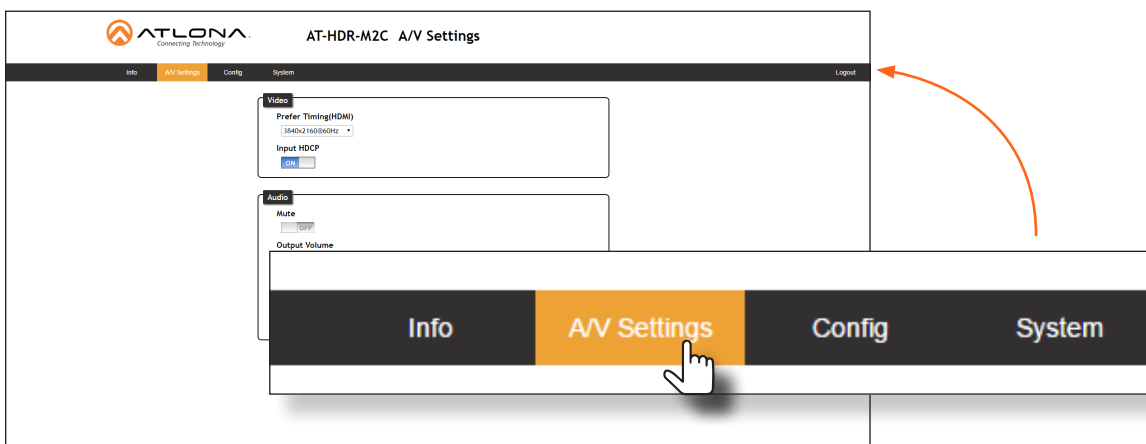 ATLONA.
Connecting Technology
AT-HDR-M2C A/V Settings
Info A/V Settings Config System Logout
Video
Prefer Timing(HDMI)
3840x2160@60Hz
Input HDCP
ON
Audio
Mute
OFF
Output Volume
Info A/V Settings Config System